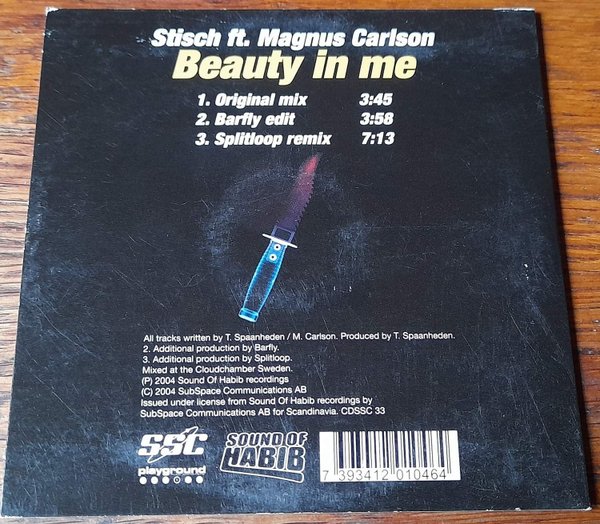 Stisch ft. Magnus Carlson
Beauty in me
1. Original mix 3:45
2. Barfly edit 3:58
3. Splitloop remix 7:13
All tracks written by T. Spaanheden / M. Carlson. Produced by T. Spaanheden.
2. Additional production by Barfly.
3. Additional production by Splitloop.
Mixed at the Cloudchamber Sweden.
(P) 2004 Sound Of Habib recordings
(C) 2004 SubSpace Communications AB
Issued under license from Sound Of Habib recordings by
SubSpace Communications AB for Scandinavia. CDSSC 33
SSC
playground
SOUND OF
HABIB
7 393412 010464